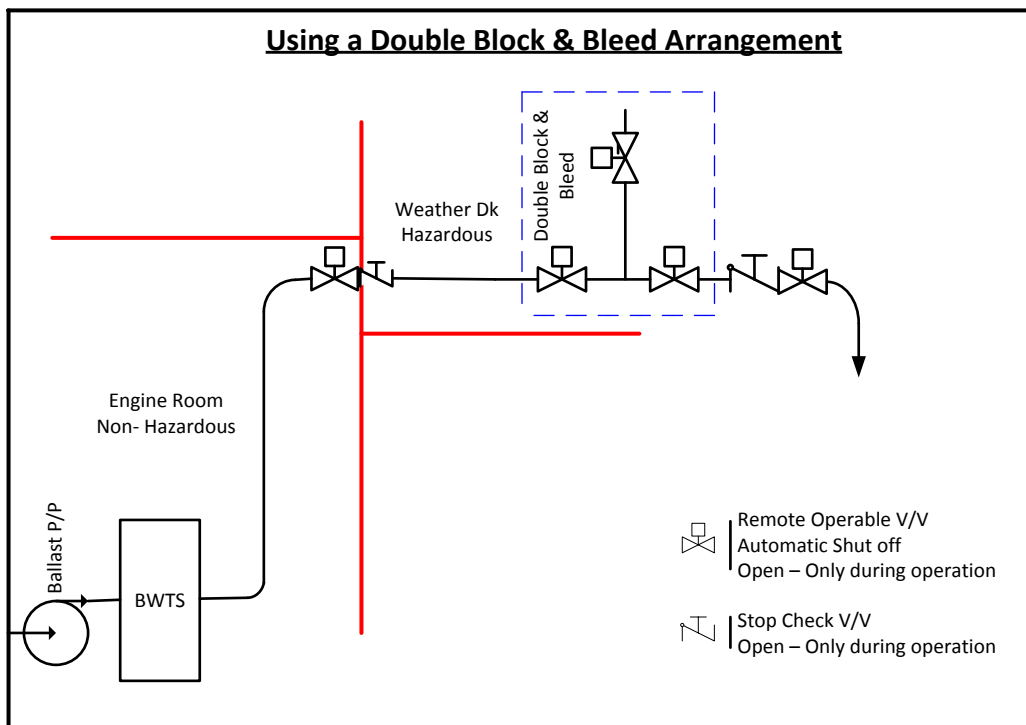 Using a Double Block & Bleed Arrangement
Double Block &
Bleed
Weather Dk
Hazardous
Engine Room
Non- Hazardous
Ballast P/P
BWTS
Remote Operable V/V
Automatic Shut off
Open – Only during operation
Stop Check V/V
Open – Only during operation